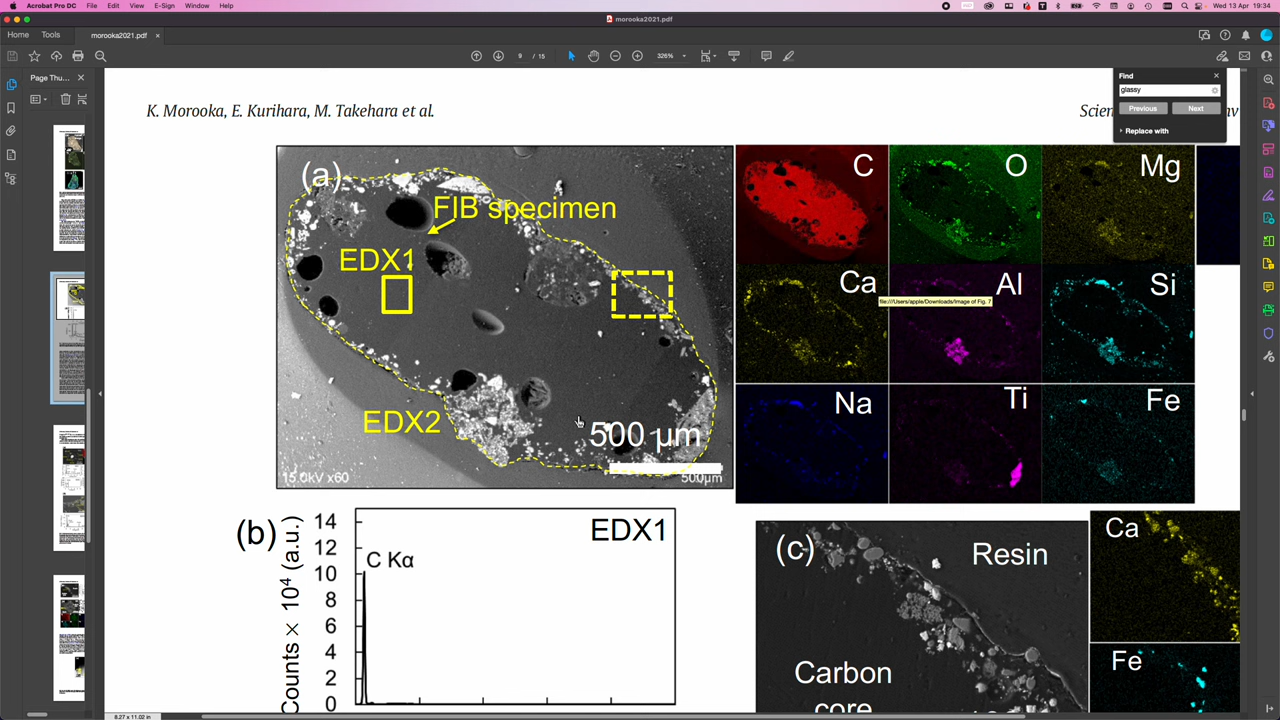 Acrobat Pro DC File Edit View E-Sign Window Help
Wed 13 Apr 19:34
morooka2021.pdf
Home Tools morooka2021.pdf ×
9 / 15
326%
Page Thu... ×
Find
glassy
Previous Next
Replace with
K. Morooka, E. Kurihara, M. Takehara et al.
(a)
FIB specimen
EDX1
EDX2
500 μm
15.0kV x60
500μm
C
O
Mg
Ca
Al
Si
file:///Users/apple/Downloads/Image of Fig. 7
Na
Ti
Fe
(b)
EDX1
C Kα
Counts × 10⁴ (a.u.)
14
12
10
8
6
4
2
0
(c)
Resin
Carbon
core
Ca
Fe
8.27 x 11.02 in